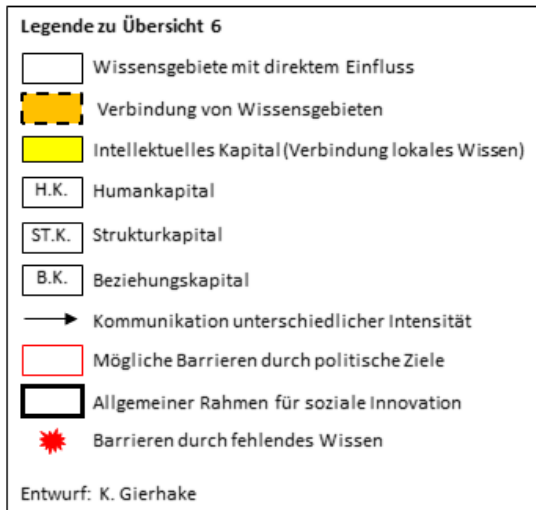 Legende zu Übersicht 6
Wissensgebiete mit direktem Einfluss
Verbindung von Wissensgebieten
Intellektuelles Kapital (Verbindung lokales Wissen)
H.K. Humankapital
ST.K. Strukturkapital
B.K. Beziehungskapital
Kommunikation unterschiedlicher Intensität
Mögliche Barrieren durch politische Ziele
Allgemeiner Rahmen für soziale Innovation
Barrieren durch fehlendes Wissen
Entwurf: K. Gierhake